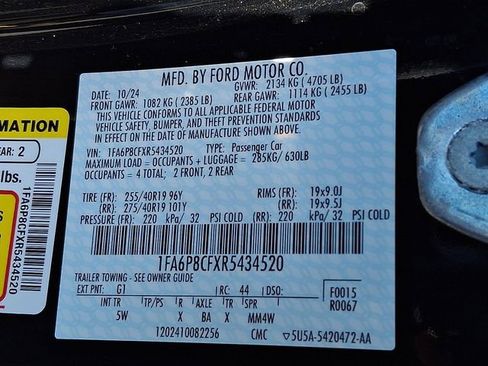 MFD. BY FORD MOTOR CO.
DATE: 10/24
GVWR: 2134 KG (4705 LB)
FRONT GAWR: 1082 KG (2385 LB)
REAR GAWR: 1114 KG (2455 LB)
THIS VEHICLE CONFORMS TO ALL APPLICABLE FEDERAL MOTOR
VEHICLE SAFETY, BUMPER, AND THEFT PREVENTION STANDARDS
IN EFFECT ON THE DATE OF MANUFACTURE SHOWN ABOVE.
VIN: 1FA6P8CFXR5434520 TYPE: Passenger Car
MAXIMUM LOAD = OCCUPANTS + LUGGAGE = 285KG/ 630LB
OCCUPANTS = 4 TOTAL; 2 FRONT, 2 REAR
TIRE (FR): 255/40R19 96Y RIMS (FR): 19x9.0J
(RR): 275/40R19 101Y (RR): 19x9.5J
PRESSURE (FR): 220 kPa/ 32 PSI COLD (RR): 220 kPa/ 32 PSI COLD
1FA6P8CFXR5434520
TRAILER TOWING - SEE OWNER GUIDE
EXT PNT: G1 RC: 44 DSO: F0015
R0067
INT TR TP/PS R AXLE TR SPR
5W X BA X MM4W
1202410082256 CMC 5U5A-5420472-AA
MATION
EAR: 2
lbs.
1FA6P8CFXR5434520